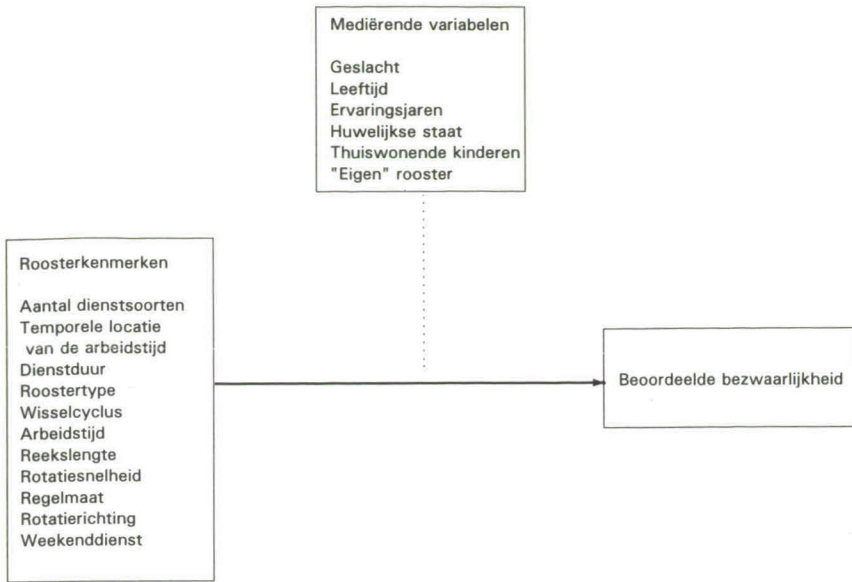 Mediërende variabelen
Geslacht
Leeftijd
Ervaringsjaren
Huwelijkse staat
Thuiswonende kinderen
"Eigen" rooster
Roosterkenmerken
Aantal dienstsoorten
Temporele locatie
van de arbeidstijd
Dienstduur
Roostertype
Wisselcyclus
Arbeidstijd
Reekslengte
Rotatiesnelheid
Regelmaat
Rotatierichting
Weekenddienst
Beoordeelde bezwaarlijkheid